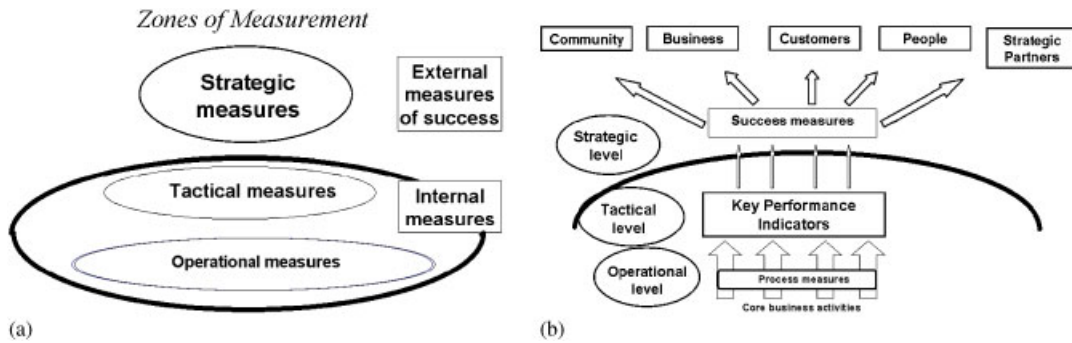 Zones of Measurement
Strategic
measures
External
measures
of success
Tactical measures
Internal
measures
Operational measures
(a)
Community
Business
Customers
People
Strategic
Partners
Success measures
Strategic
level
Tactical
level
Key Performance
Indicators
Operational
level
Process measures
Core business activities
(b)